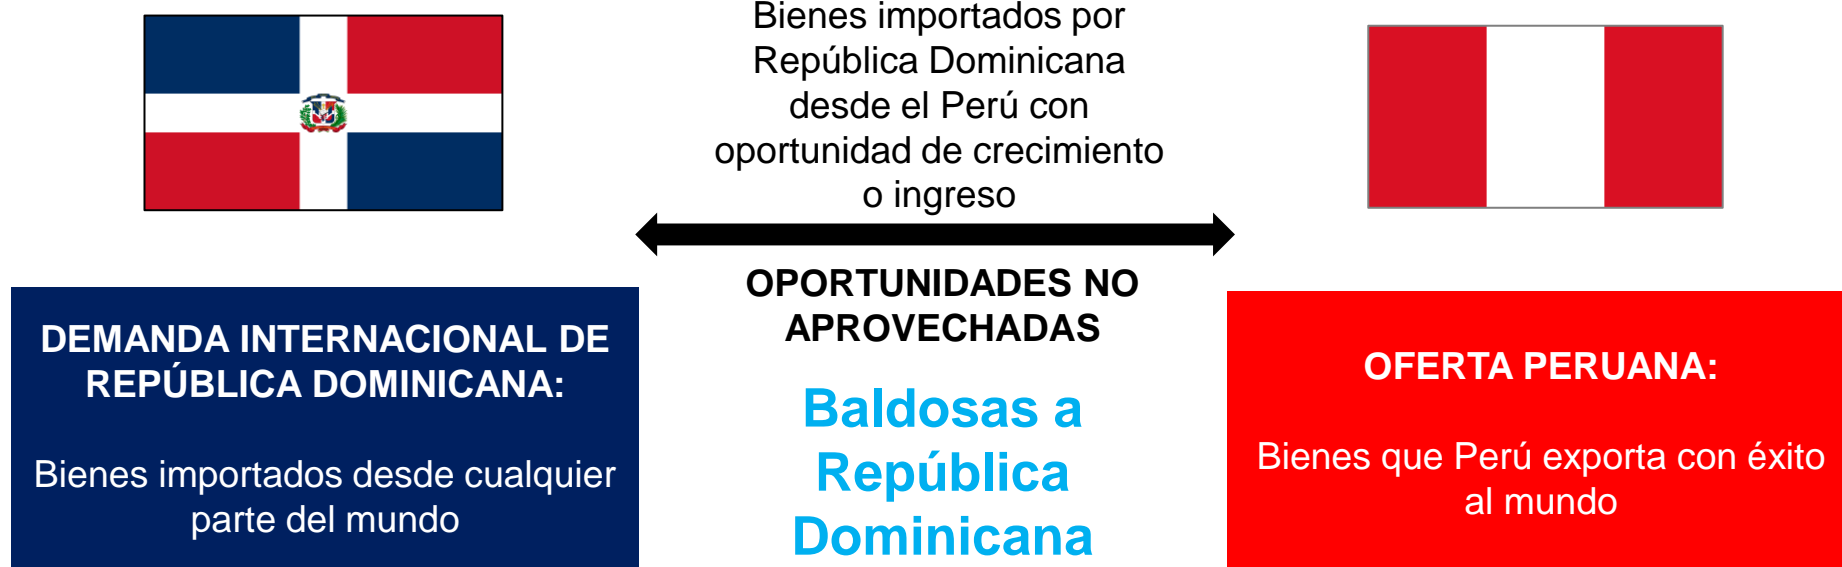 Bienes importados por
República Dominicana
desde el Perú con
oportunidad de crecimiento
o ingreso
OPORTUNIDADES NO
APROVECHADAS
Baldosas a
República
Dominicana
DEMANDA INTERNACIONAL DE
REPÚBLICA DOMINICANA:
Bienes importados desde cualquier
parte del mundo
OFERTA PERUANA:
Bienes que Perú exporta con éxito
al mundo